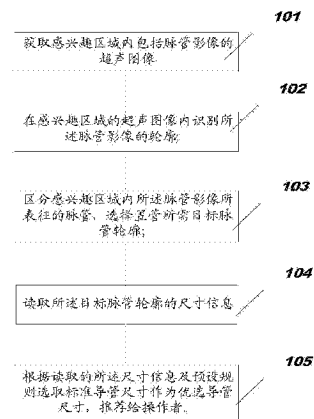 101
获取感兴趣区域内包括脉管影像的
超声图像
102
在感兴趣区域的超声图像内识别所
述脉管影像的轮廓;
103
区分感兴趣区域内所述脉管影像所
表征的脉管、选择置管所需目标脉
管轮廓;
104
读取所述目标脉管轮廓的尺寸信息
105
根据读取的所述尺寸信息及预设规
则选取标准导管尺寸作为优选导管
尺寸，推荐给操作者。